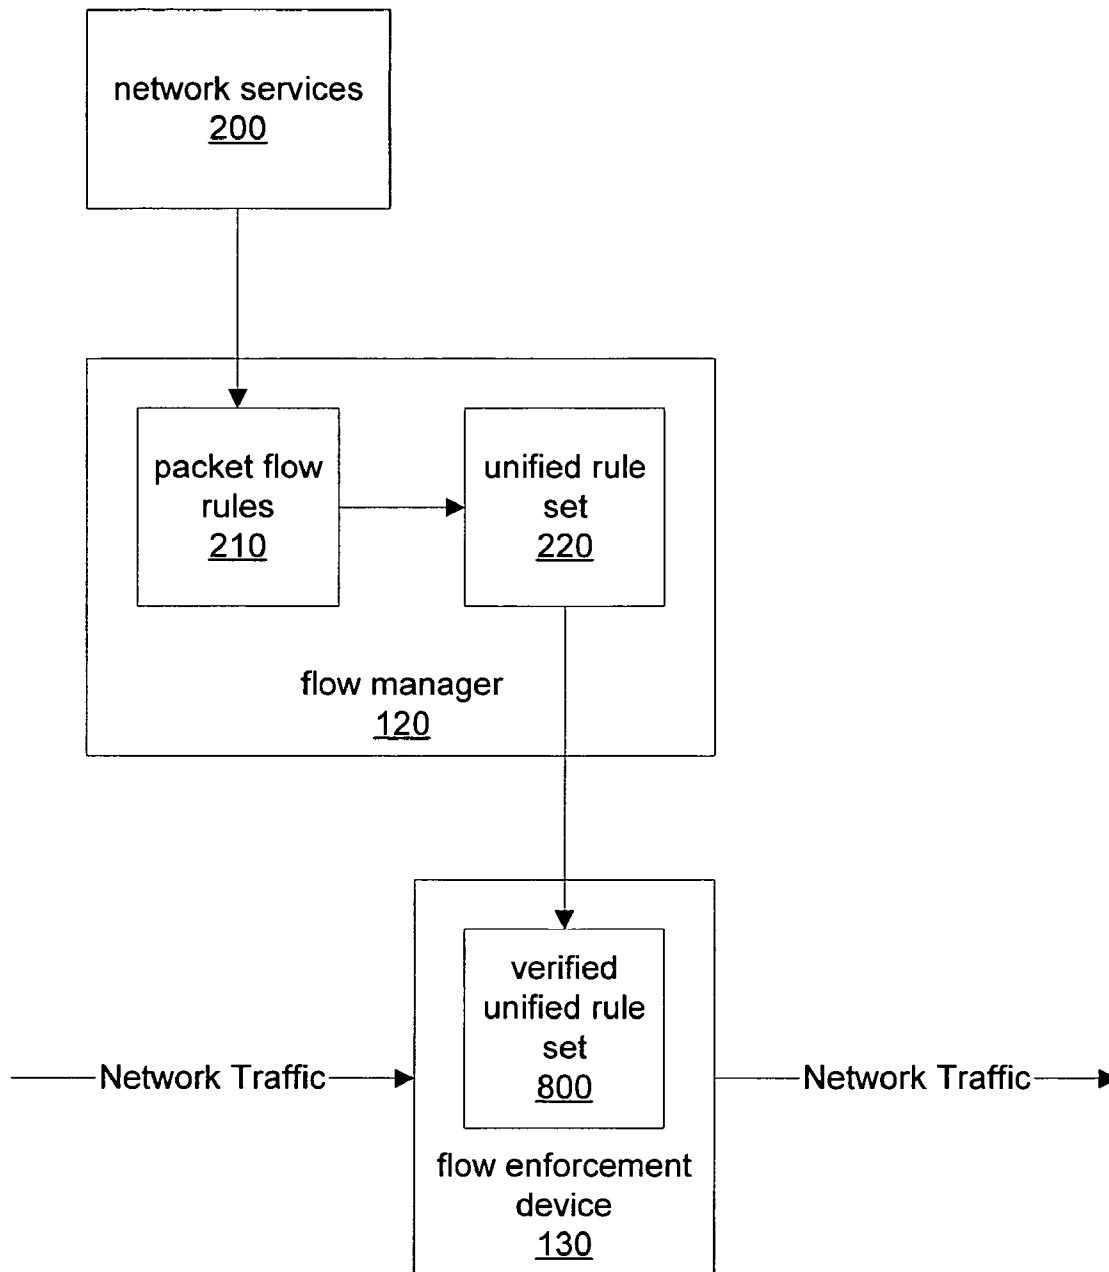 network services
200
packet flow
rules
210
unified rule
set
220
flow manager
120
verified
unified rule
set
800
Network Traffic
Network Traffic
flow enforcement
device
130